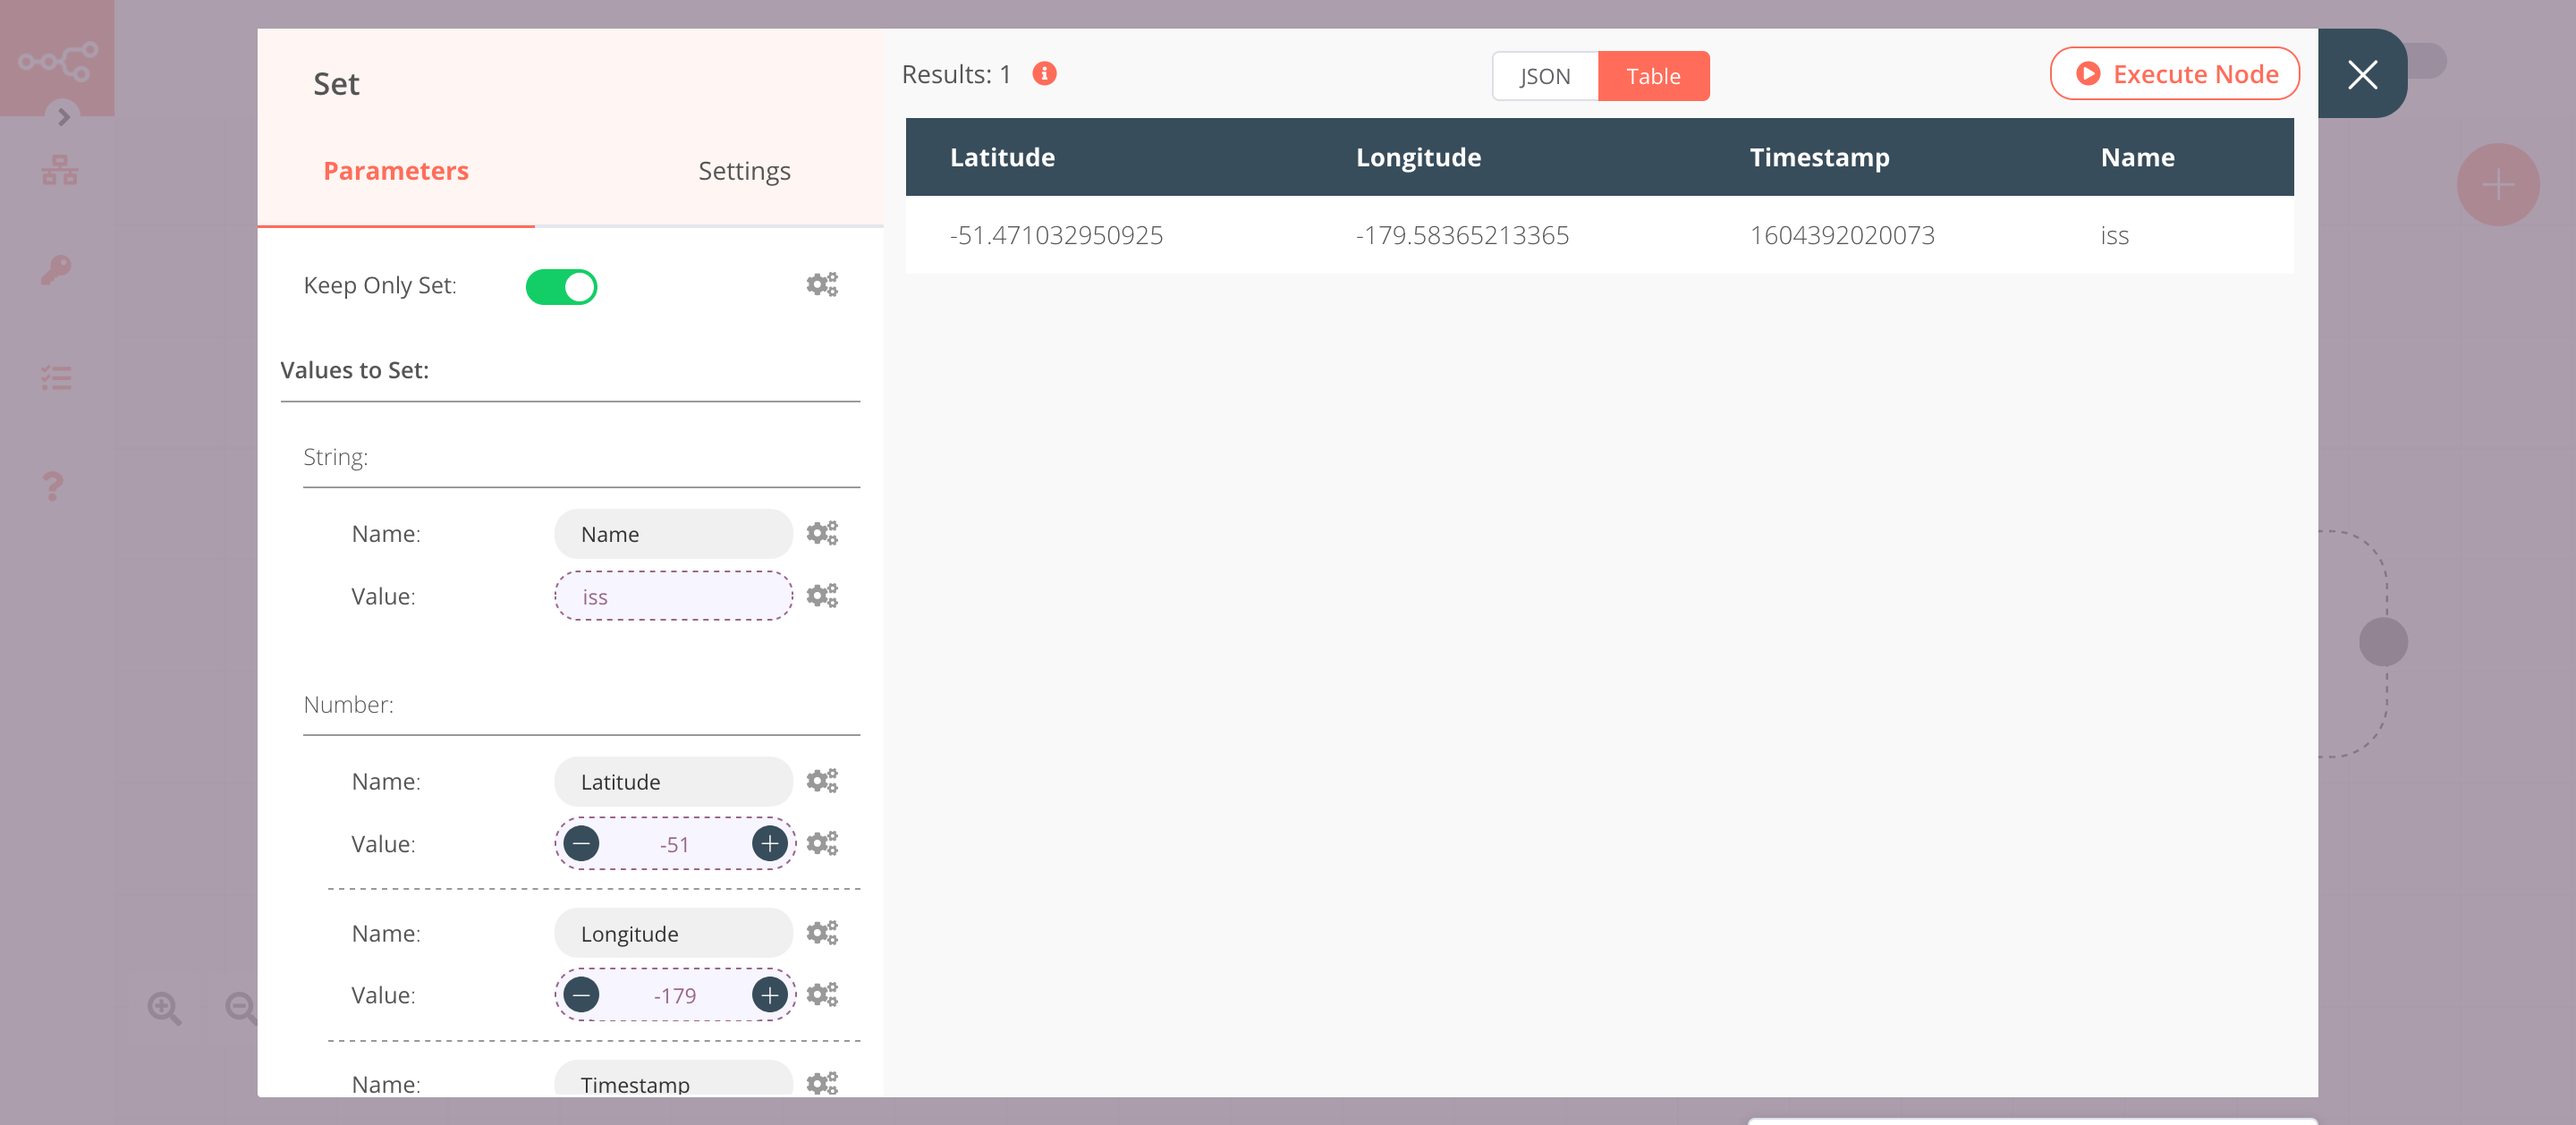 Set
Parameters
Settings
Keep Only Set:
Values to Set:
String:
Name:
Name
Value:
iss
Number:
Name:
Latitude
Value:
-51
Name:
Longitude
Value:
-179
Name:
Timestamp
Results: 1
JSON
Table
Execute Node
Latitude Longitude Timestamp Name
-51.471032950925 -179.58365213365 1604392020073 iss